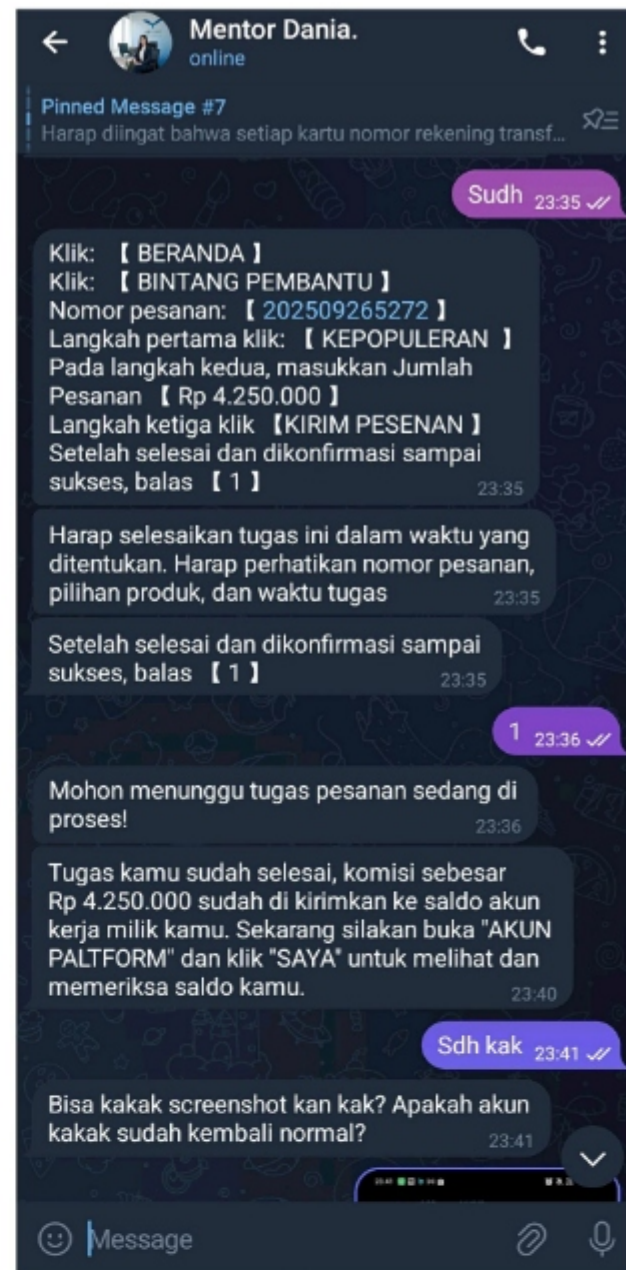 Mentor Dania.
online
Pinned Message #7
Harap diingat bahwa setiap kartu nomor rekening transf...
Sudh 23:35
Klik: 【 BERANDA 】
Klik: 【 BINTANG PEMBANTU 】
Nomor pesanan: 【 202509265272 】
Langkah pertama klik: 【 KEPOPULERAN 】
Pada langkah kedua, masukkan Jumlah
Pesanan 【 Rp 4.250.000 】
Langkah ketiga klik 【KIRIM PESENAN 】
Setelah selesai dan dikonfirmasi sampai
sukses, balas 【 1 】
23:35
Harap selesaikan tugas ini dalam waktu yang
ditentukan. Harap perhatikan nomor pesanan,
pilihan produk, dan waktu tugas 23:35
Setelah selesai dan dikonfirmasi sampai
sukses, balas 【 1 】 23:35
1 23:36
Mohon menunggu tugas pesanan sedang di
proses! 23:36
Tugas kamu sudah selesai, komisi sebesar
Rp 4.250.000 sudah di kirimkan ke saldo akun
kerja milik kamu. Sekarang silakan buka "AKUN
PALTFORM" dan klik "SAYA" untuk melihat dan
memeriksa saldo kamu. 23:40
Sdh kak 23:41
Bisa kakak screenshot kan kak? Apakah akun
kakak sudah kembali normal? 23:41
Message